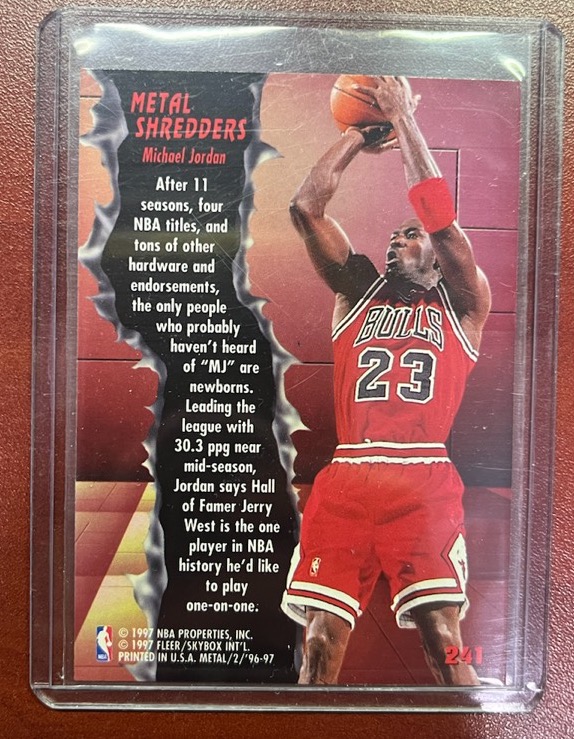 METAL
SHREDDERS
Michael Jordan
After 11
seasons, four
NBA titles, and
tons of other
hardware and
endorsements,
the only people
who probably
haven't heard
of "MJ" are
newborns.
Leading the
league with
30.3 ppg near
mid-season,
Jordan says Hall
of Famer Jerry
West is the one
player in NBA
history he'd like
to play
one-on-one.
BULLS
23
NBA
© 1997 NBA PROPERTIES, INC.
© 1997 FLEER/SKYBOX INT'L.
PRINTED IN U.S.A. METAL/2/'96-97
241